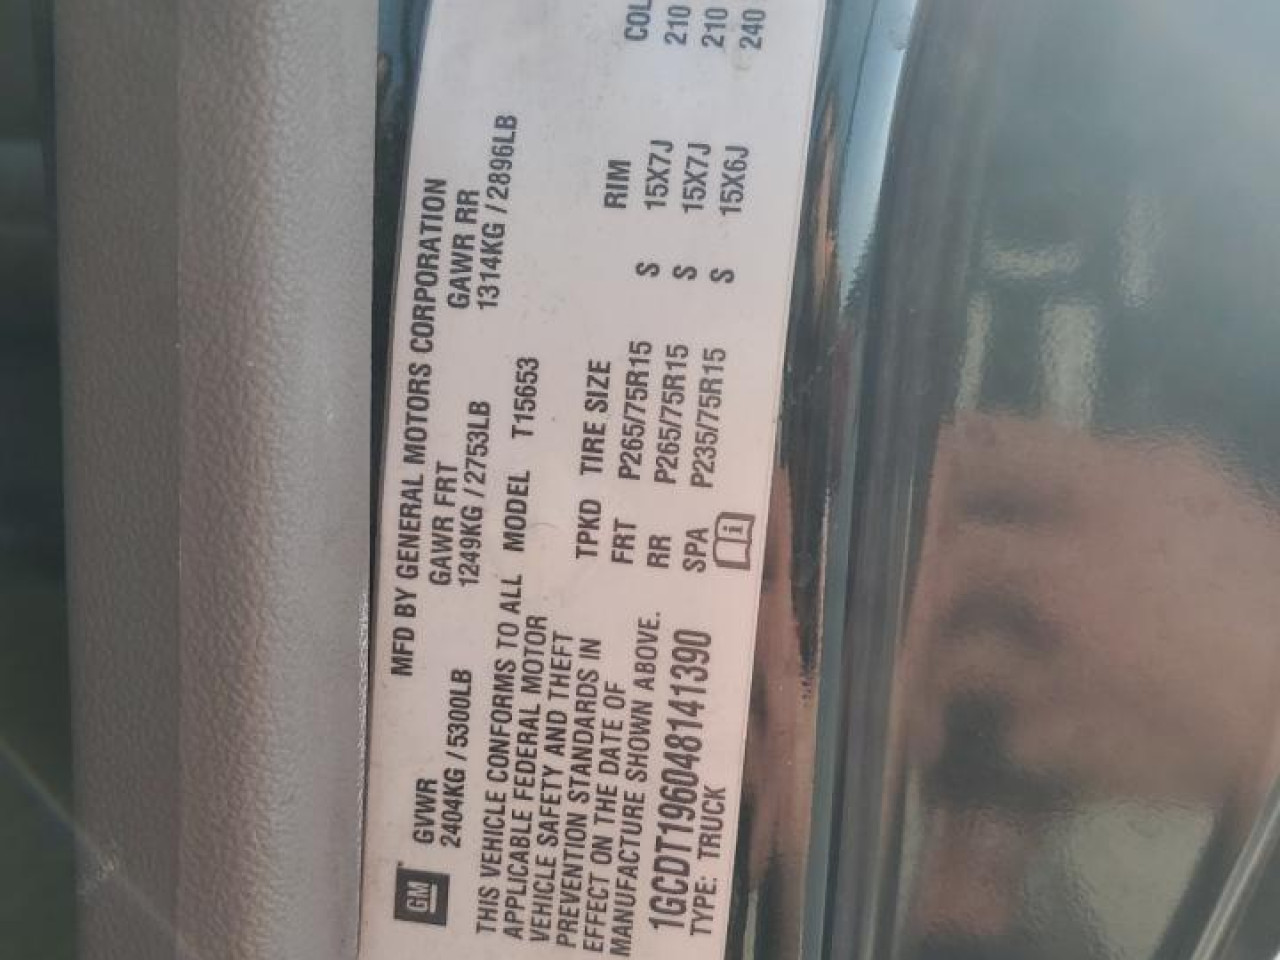 GM
MFD BY GENERAL MOTORS CORPORATION
GVWR GAWR FRT GAWR RR
2404KG / 5300LB 1249KG / 2753LB 1314KG / 2896LB
THIS VEHICLE CONFORMS TO ALL
APPLICABLE FEDERAL MOTOR
VEHICLE SAFETY AND THEFT
PREVENTION STANDARDS IN
EFFECT ON THE DATE OF
MANUFACTURE SHOWN ABOVE.
1GCDT196048141390
TYPE: TRUCK
MODEL T15653
TPKD TIRE SIZE RIM COL
FRT P265/75R15 S 15X7J 210
RR P265/75R15 S 15X7J 210
SPA P235/75R15 S 15X6J 240
i